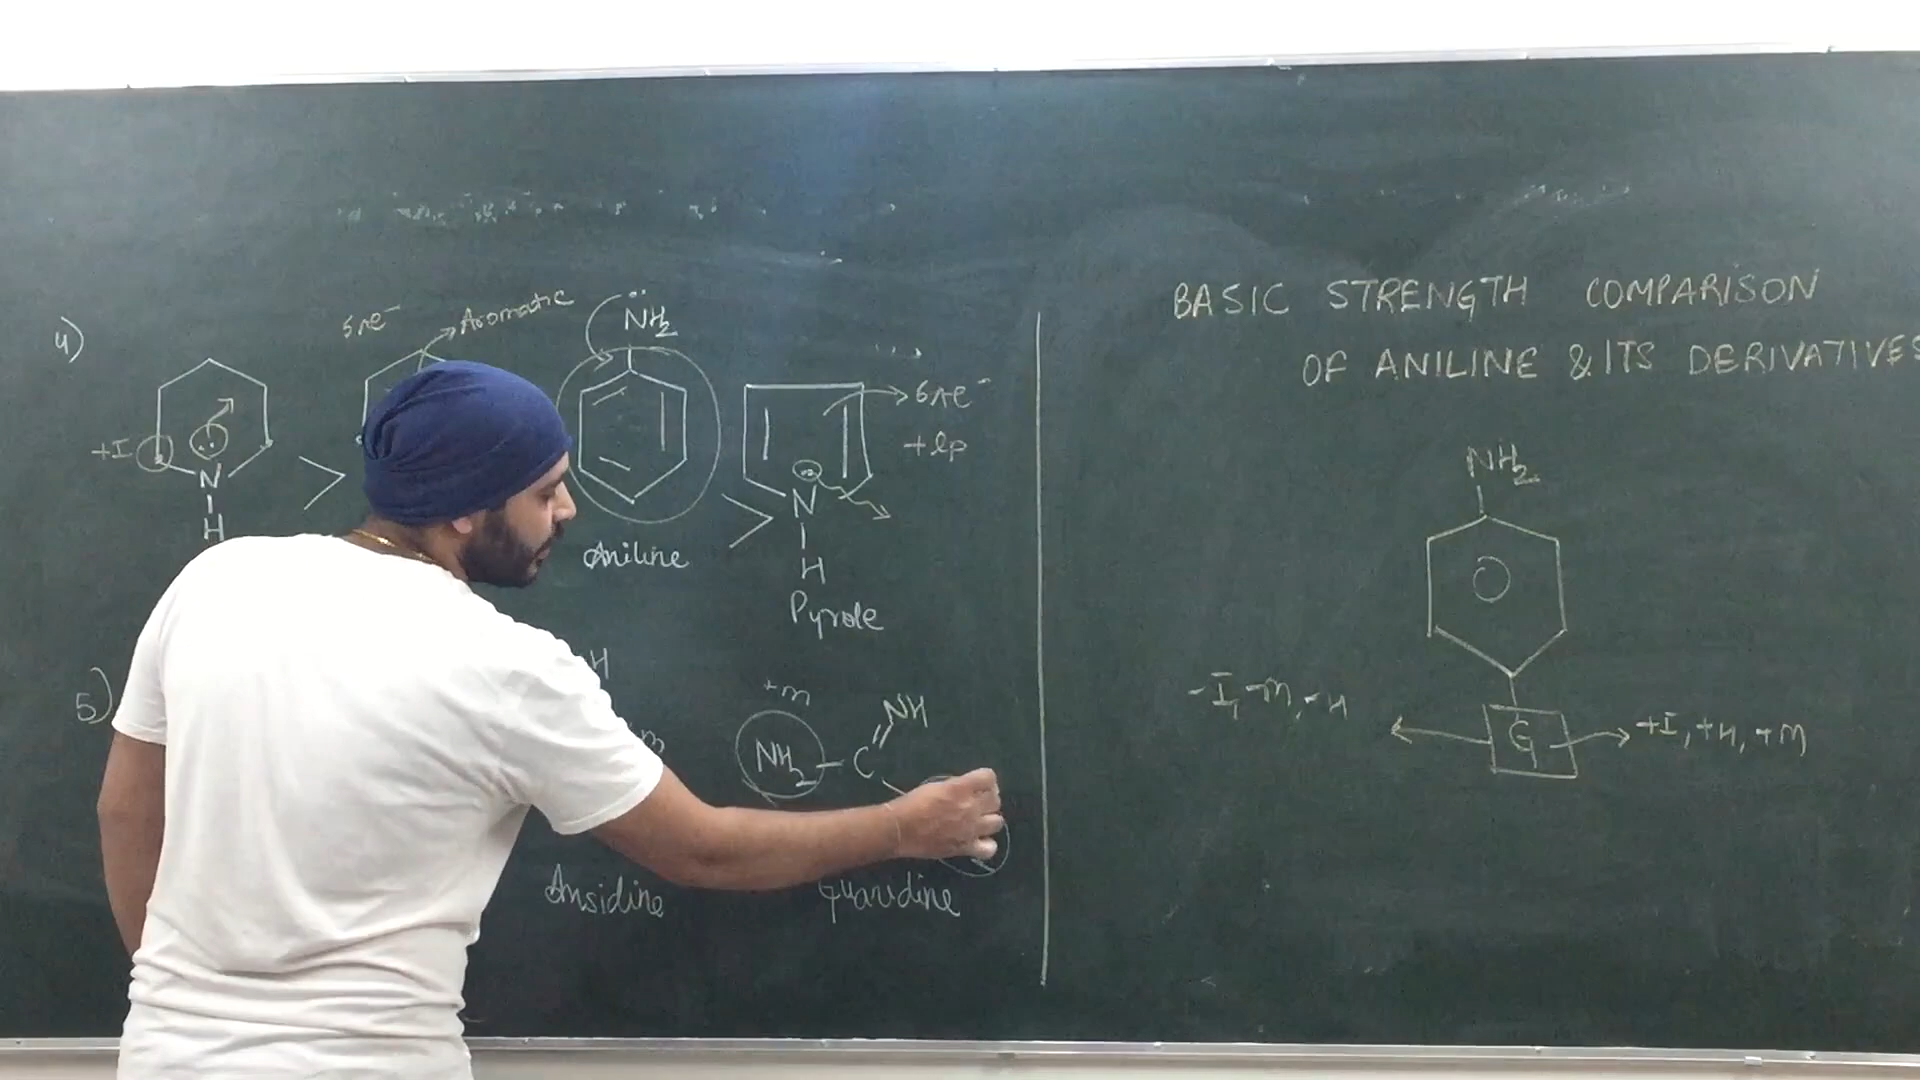 4)
5πe⁻
Aromatic
+I
N
H
>
NH2
Aniline
>
N
H
Pyrole
6πe⁻
+lp
5)
H
m
+m
NH2 - C
NH
Ansidine
Guanidine
BASIC STRENGTH COMPARISON
OF ANILINE & ITS DERIVATIVES
NH2
-I, -m, -H
G
+I, +H, +m